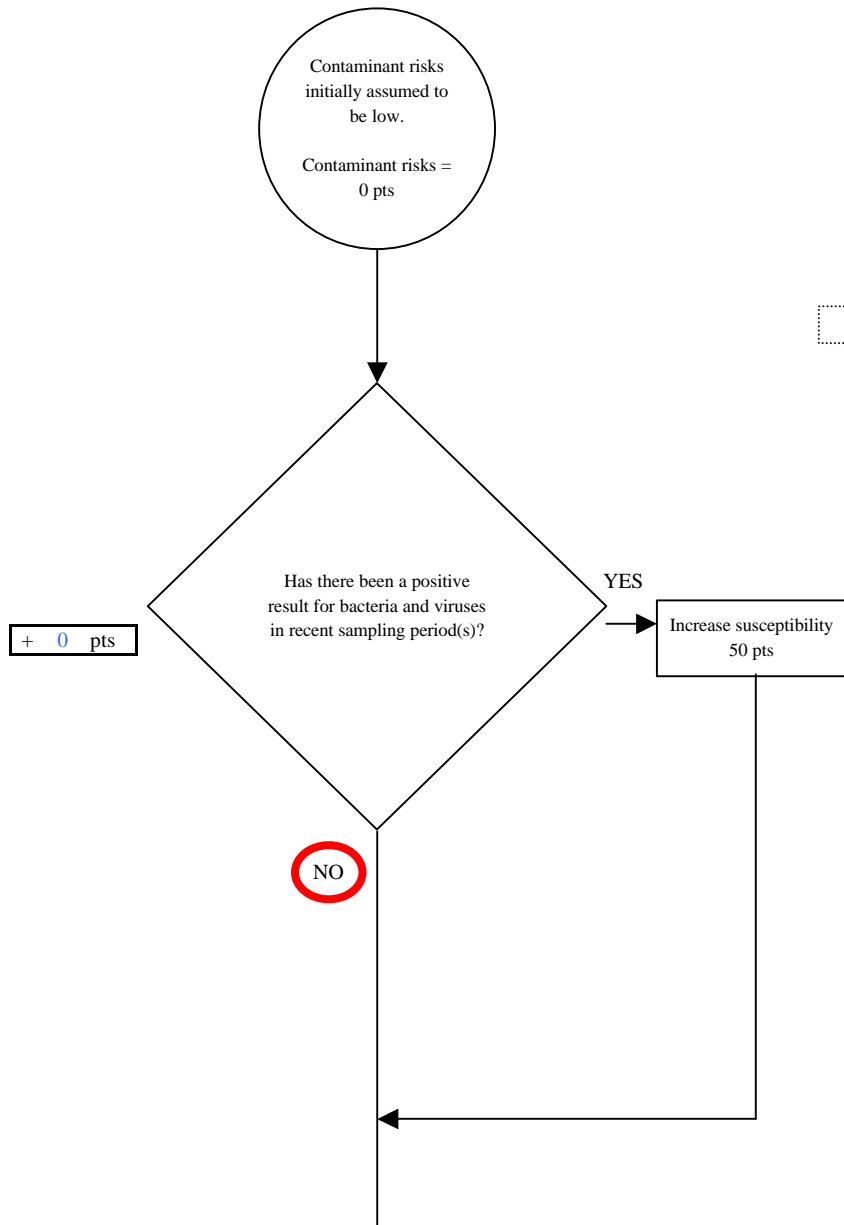 Contaminant risks
initially assumed to
be low.
Contaminant risks =
0 pts
Has there been a positive
result for bacteria and viruses
in recent sampling period(s)?
YES
+ 0 pts
Increase susceptibility
50 pts
NO